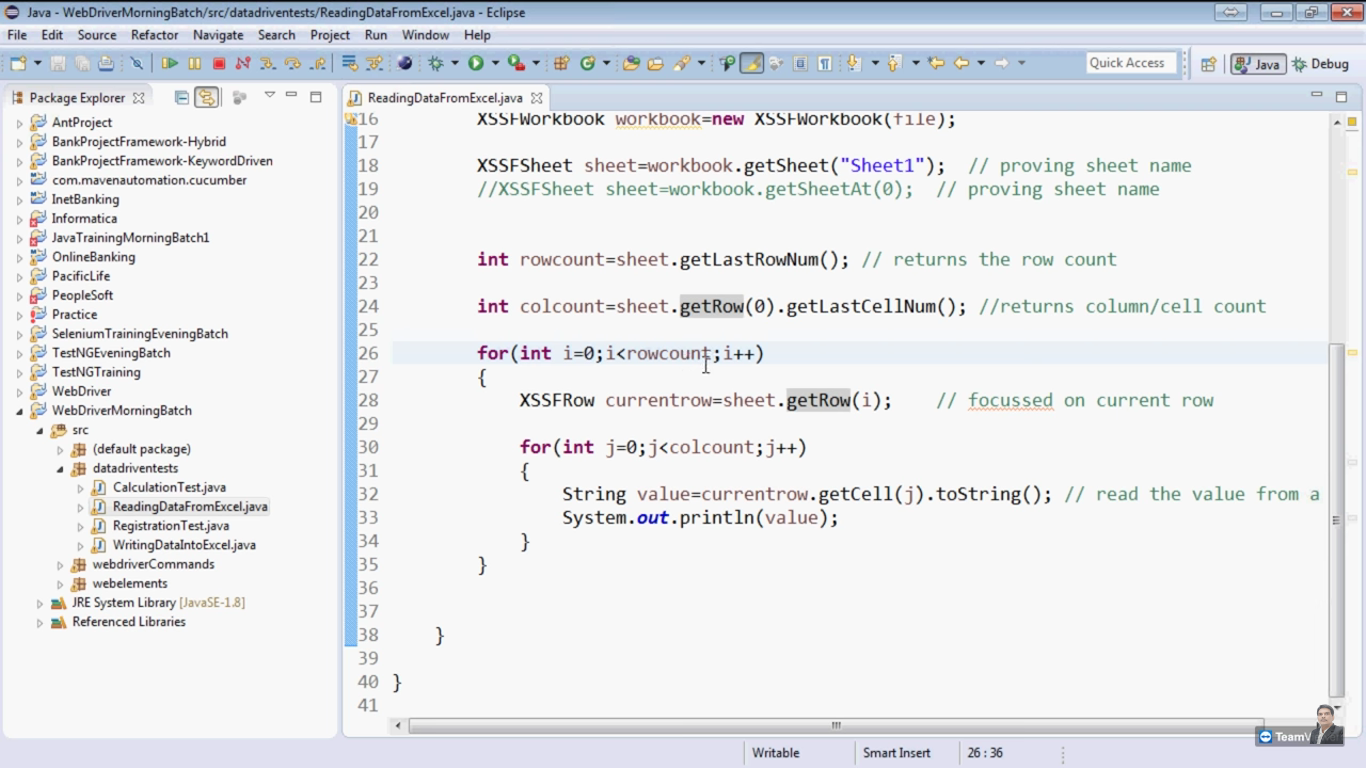 Java - WebDriverMorningBatch/src/datadriventests/ReadingDataFromExcel.java - Eclipse
File Edit Source Refactor Navigate Search Project Run Window Help
Quick Access Java Debug
Package Explorer
ReadingDataFromExcel.java
AntProject
BankProjectFramework-Hybrid
BankProjectFramework-KeywordDriven
com.mavenautomation.cucumber
InetBanking
Informatica
JavaTrainingMorningBatch1
OnlineBanking
PacificLife
PeopleSoft
Practice
SeleniumTrainingEveningBatch
TestNGEveningBatch
TestNGTraining
WebDriver
WebDriverMorningBatch
src
(default package)
datadriventests
CalculationTest.java
ReadingDataFromExcel.java
RegistrationTest.java
WritingDataIntoExcel.java
webdriverCommands
webelements
JRE System Library [JavaSE-1.8]
Referenced Libraries
16 XSSFWorkbook workbook=new XSSFWorkbook(file);
17
18 XSSFSheet sheet=workbook.getSheet("Sheet1"); // proving sheet name
19 //XSSFSheet sheet=workbook.getSheetAt(0); // proving sheet name
20
21
22 int rowcount=sheet.getLastRowNum(); // returns the row count
23
24 int colcount=sheet.getRow(0).getLastCellNum(); //returns column/cell count
25
26 for(int i=0;i<rowcount;i++)
27 {
28 XSSFRow currentrow=sheet.getRow(i); // focussed on current row
29
30 for(int j=0;j<colcount;j++)
31 {
32 String value=currentrow.getCell(j).toString(); // read the value from a
33 System.out.println(value);
34 }
35 }
36
37
38 }
39
40 }
41
Writable Smart Insert 26 : 36